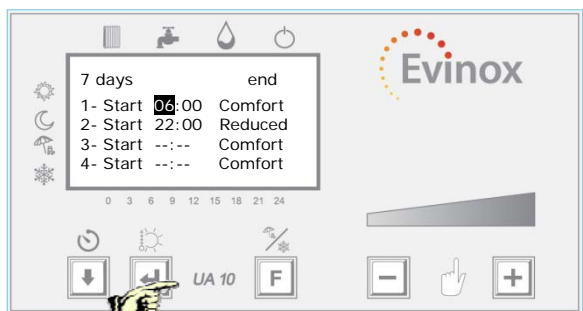 Evinox
7 days end
1- Start 06:00 Comfort
2- Start 22:00 Reduced
3- Start --:-- Comfort
4- Start --:-- Comfort
0 3 6 9 12 15 18 21 24
UA 10 F